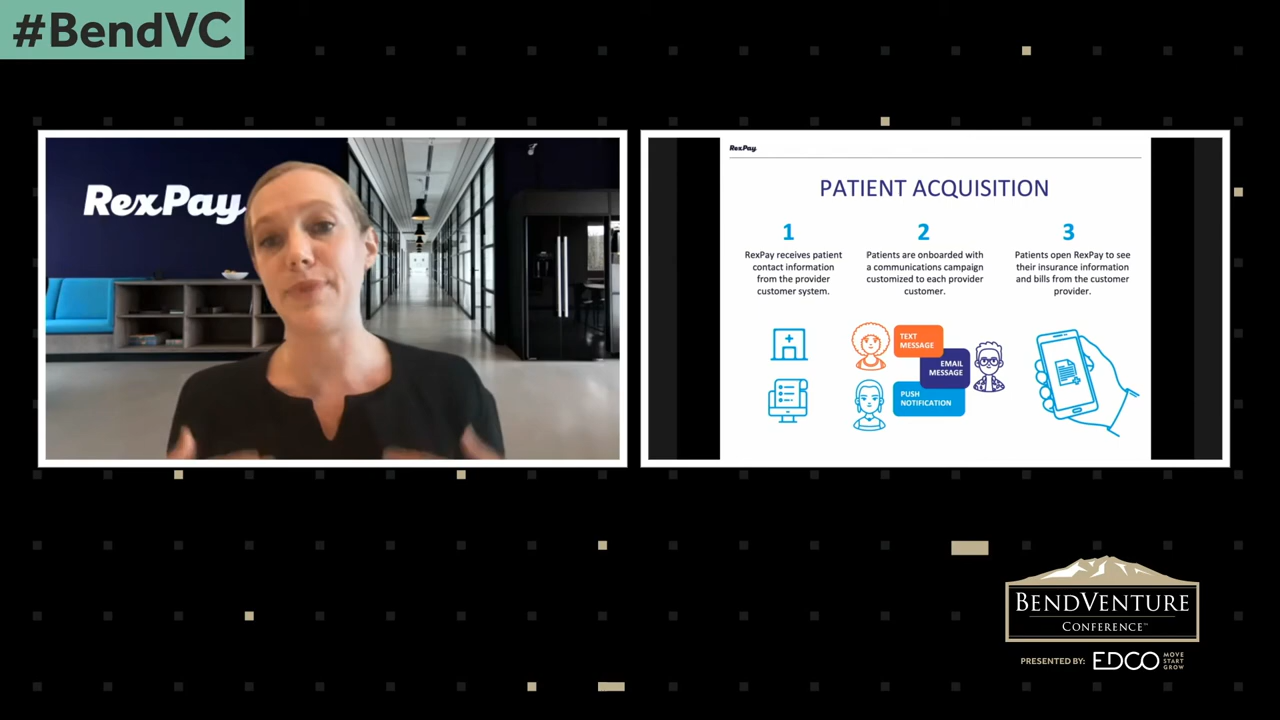 #BendVC
RexPay
RexPay
PATIENT ACQUISITION
1
RexPay receives patient
contact information
from the provider
customer system.
2
Patients are onboarded with
a communications campaign
customized to each provider
customer.
3
Patients open RexPay to see
their insurance information
and bills from the customer
provider.
TEXT
MESSAGE
EMAIL
MESSAGE
PUSH
NOTIFICATION
BENDVENTURE
CONFERENCE™
PRESENTED BY: EDCO MOVE
START
GROW